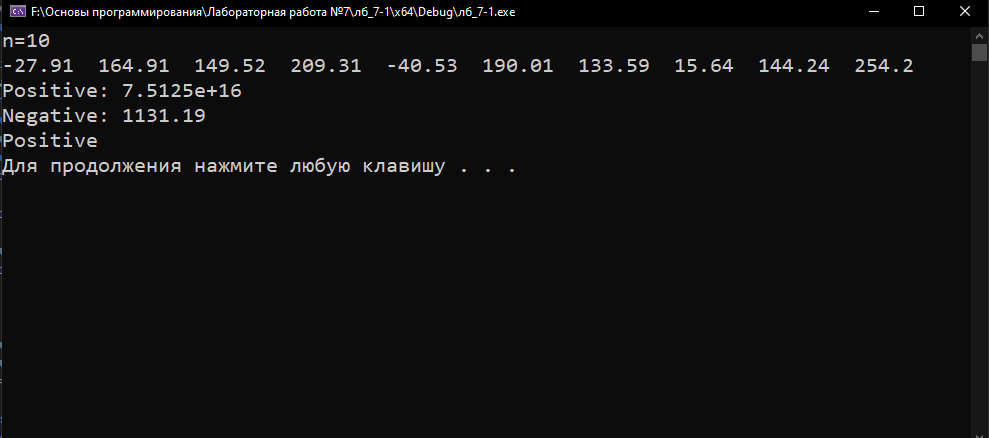 F:\Основы программирования\Лабораторная работа №7\лб_7-1\x64\Debug\лб_7-1.exe
n=10
-27.91  164.91  149.52  209.31  -40.53  190.01  133.59  15.64  144.24  254.2
Positive: 7.5125e+16
Negative: 1131.19
Positive
Для продолжения нажмите любую клавишу . . .